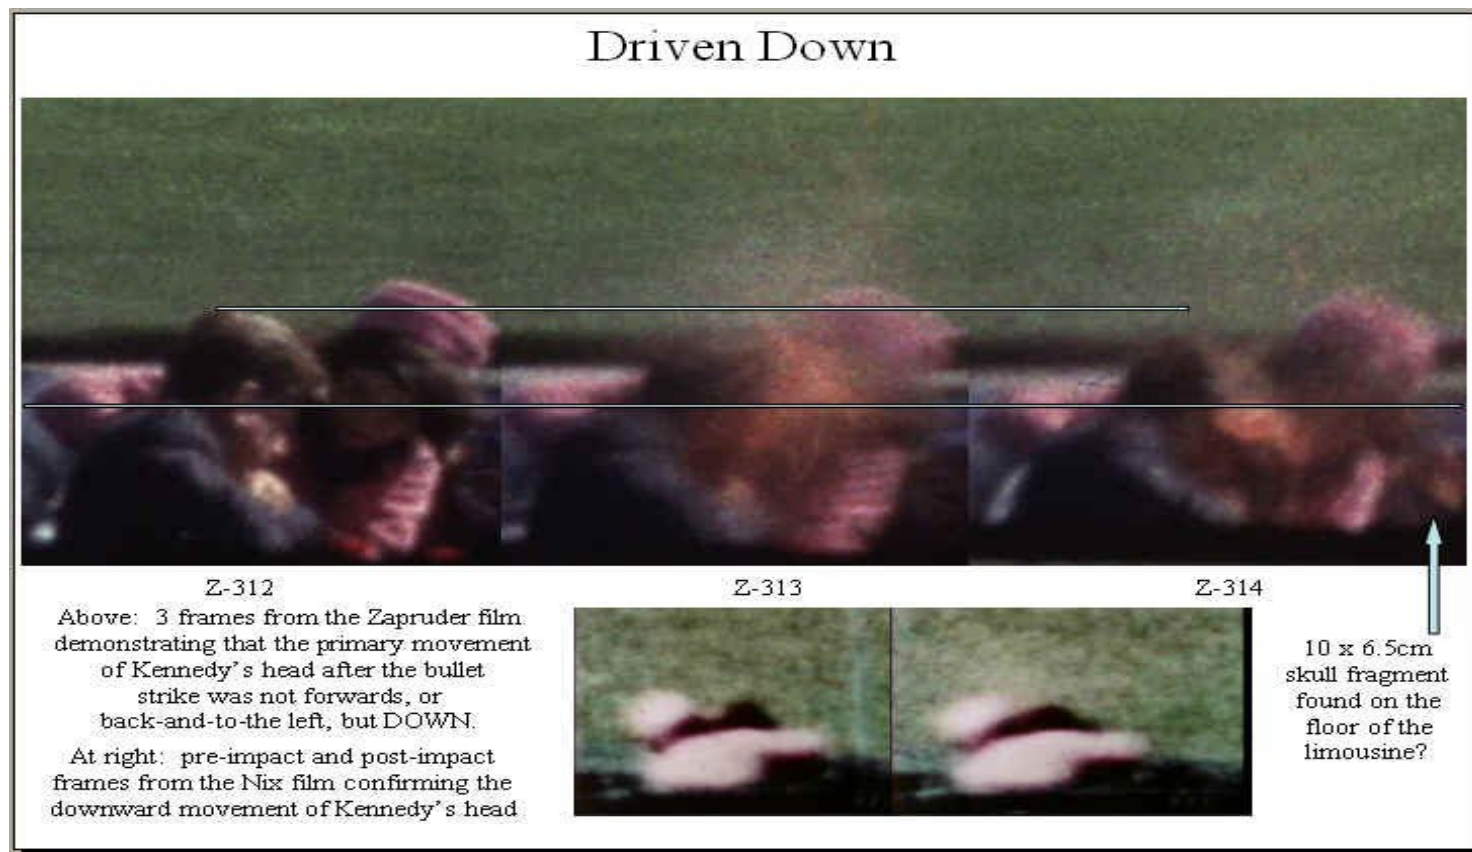 Driven Down
Z-312
Z-313
Z-314
Above: 3 frames from the Zapruder film
demonstrating that the primary movement
of Kennedy's head after the bullet
strike was not forwards, or
back-and-to-the left, but DOWN.
At right: pre-impact and post-impact
frames from the Nix film confirming the
downward movement of Kennedy's head
10 x 6.5cm
skull fragment
found on the
floor of the
limousine?